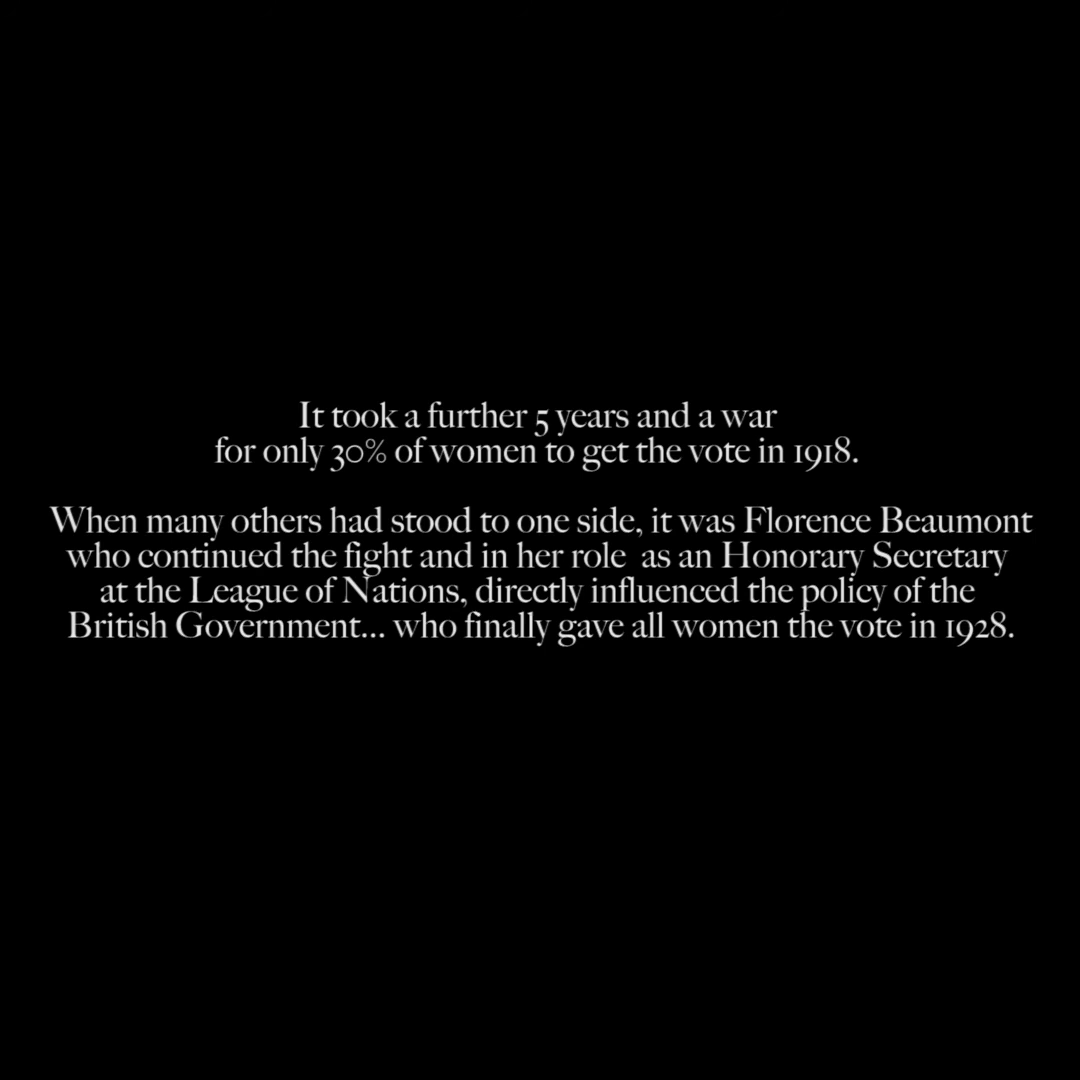 It took a further 5 years and a war
for only 30% of women to get the vote in 1918.
When many others had stood to one side, it was Florence Beaumont
who continued the fight and in her role  as an Honorary Secretary
at the League of Nations, directly influenced the policy of the
British Government... who finally gave all women the vote in 1928.